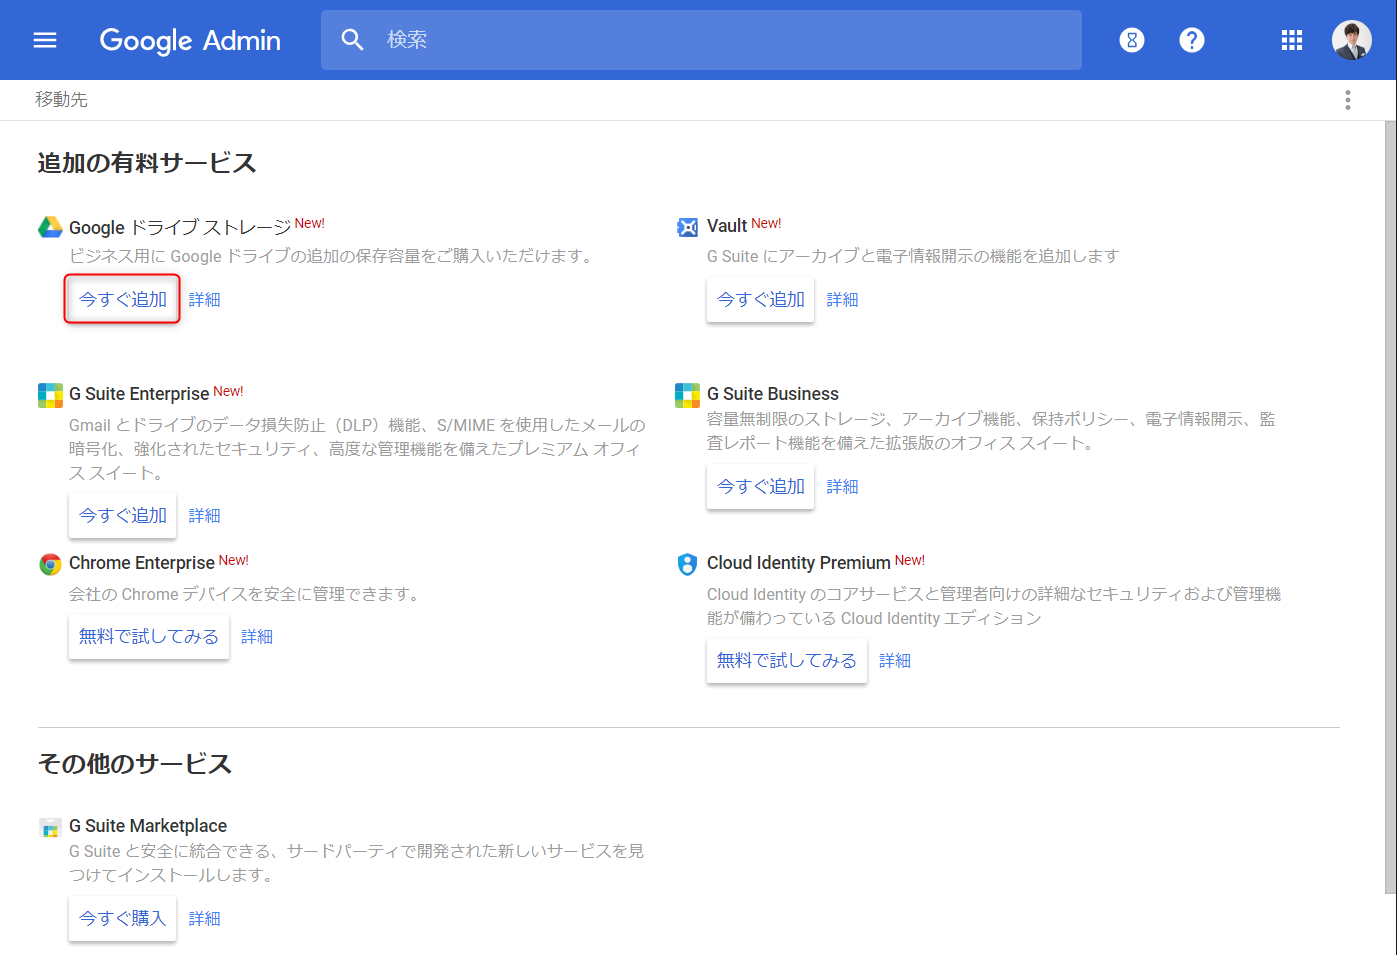 Google Admin
検索
移動先
追加の有料サービス
Google ドライブ ストレージ New!
ビジネス用に Google ドライブの追加の保存容量をご購入いただけます。
今すぐ追加 詳細
Vault New!
G Suite にアーカイブと電子情報開示の機能を追加します
今すぐ追加 詳細
G Suite Enterprise New!
Gmail とドライブのデータ損失防止（DLP）機能、S/MIME を使用したメールの
暗号化、強化されたセキュリティ、高度な管理機能を備えたプレミアム オフィ
ス スイート。
今すぐ追加 詳細
G Suite Business
容量無制限のストレージ、アーカイブ機能、保持ポリシー、電子情報開示、監
査レポート機能を備えた拡張版のオフィス スイート。
今すぐ追加 詳細
Chrome Enterprise New!
会社の Chrome デバイスを安全に管理できます。
無料で試してみる 詳細
Cloud Identity Premium New!
Cloud Identity のコアサービスと管理者向けの詳細なセキュリティおよび管理機
能が備わっている Cloud Identity エディション
無料で試してみる 詳細
その他のサービス
G Suite Marketplace
G Suite と安全に統合できる、サードパーティで開発された新しいサービスを見
つけてインストールします。
今すぐ購入 詳細